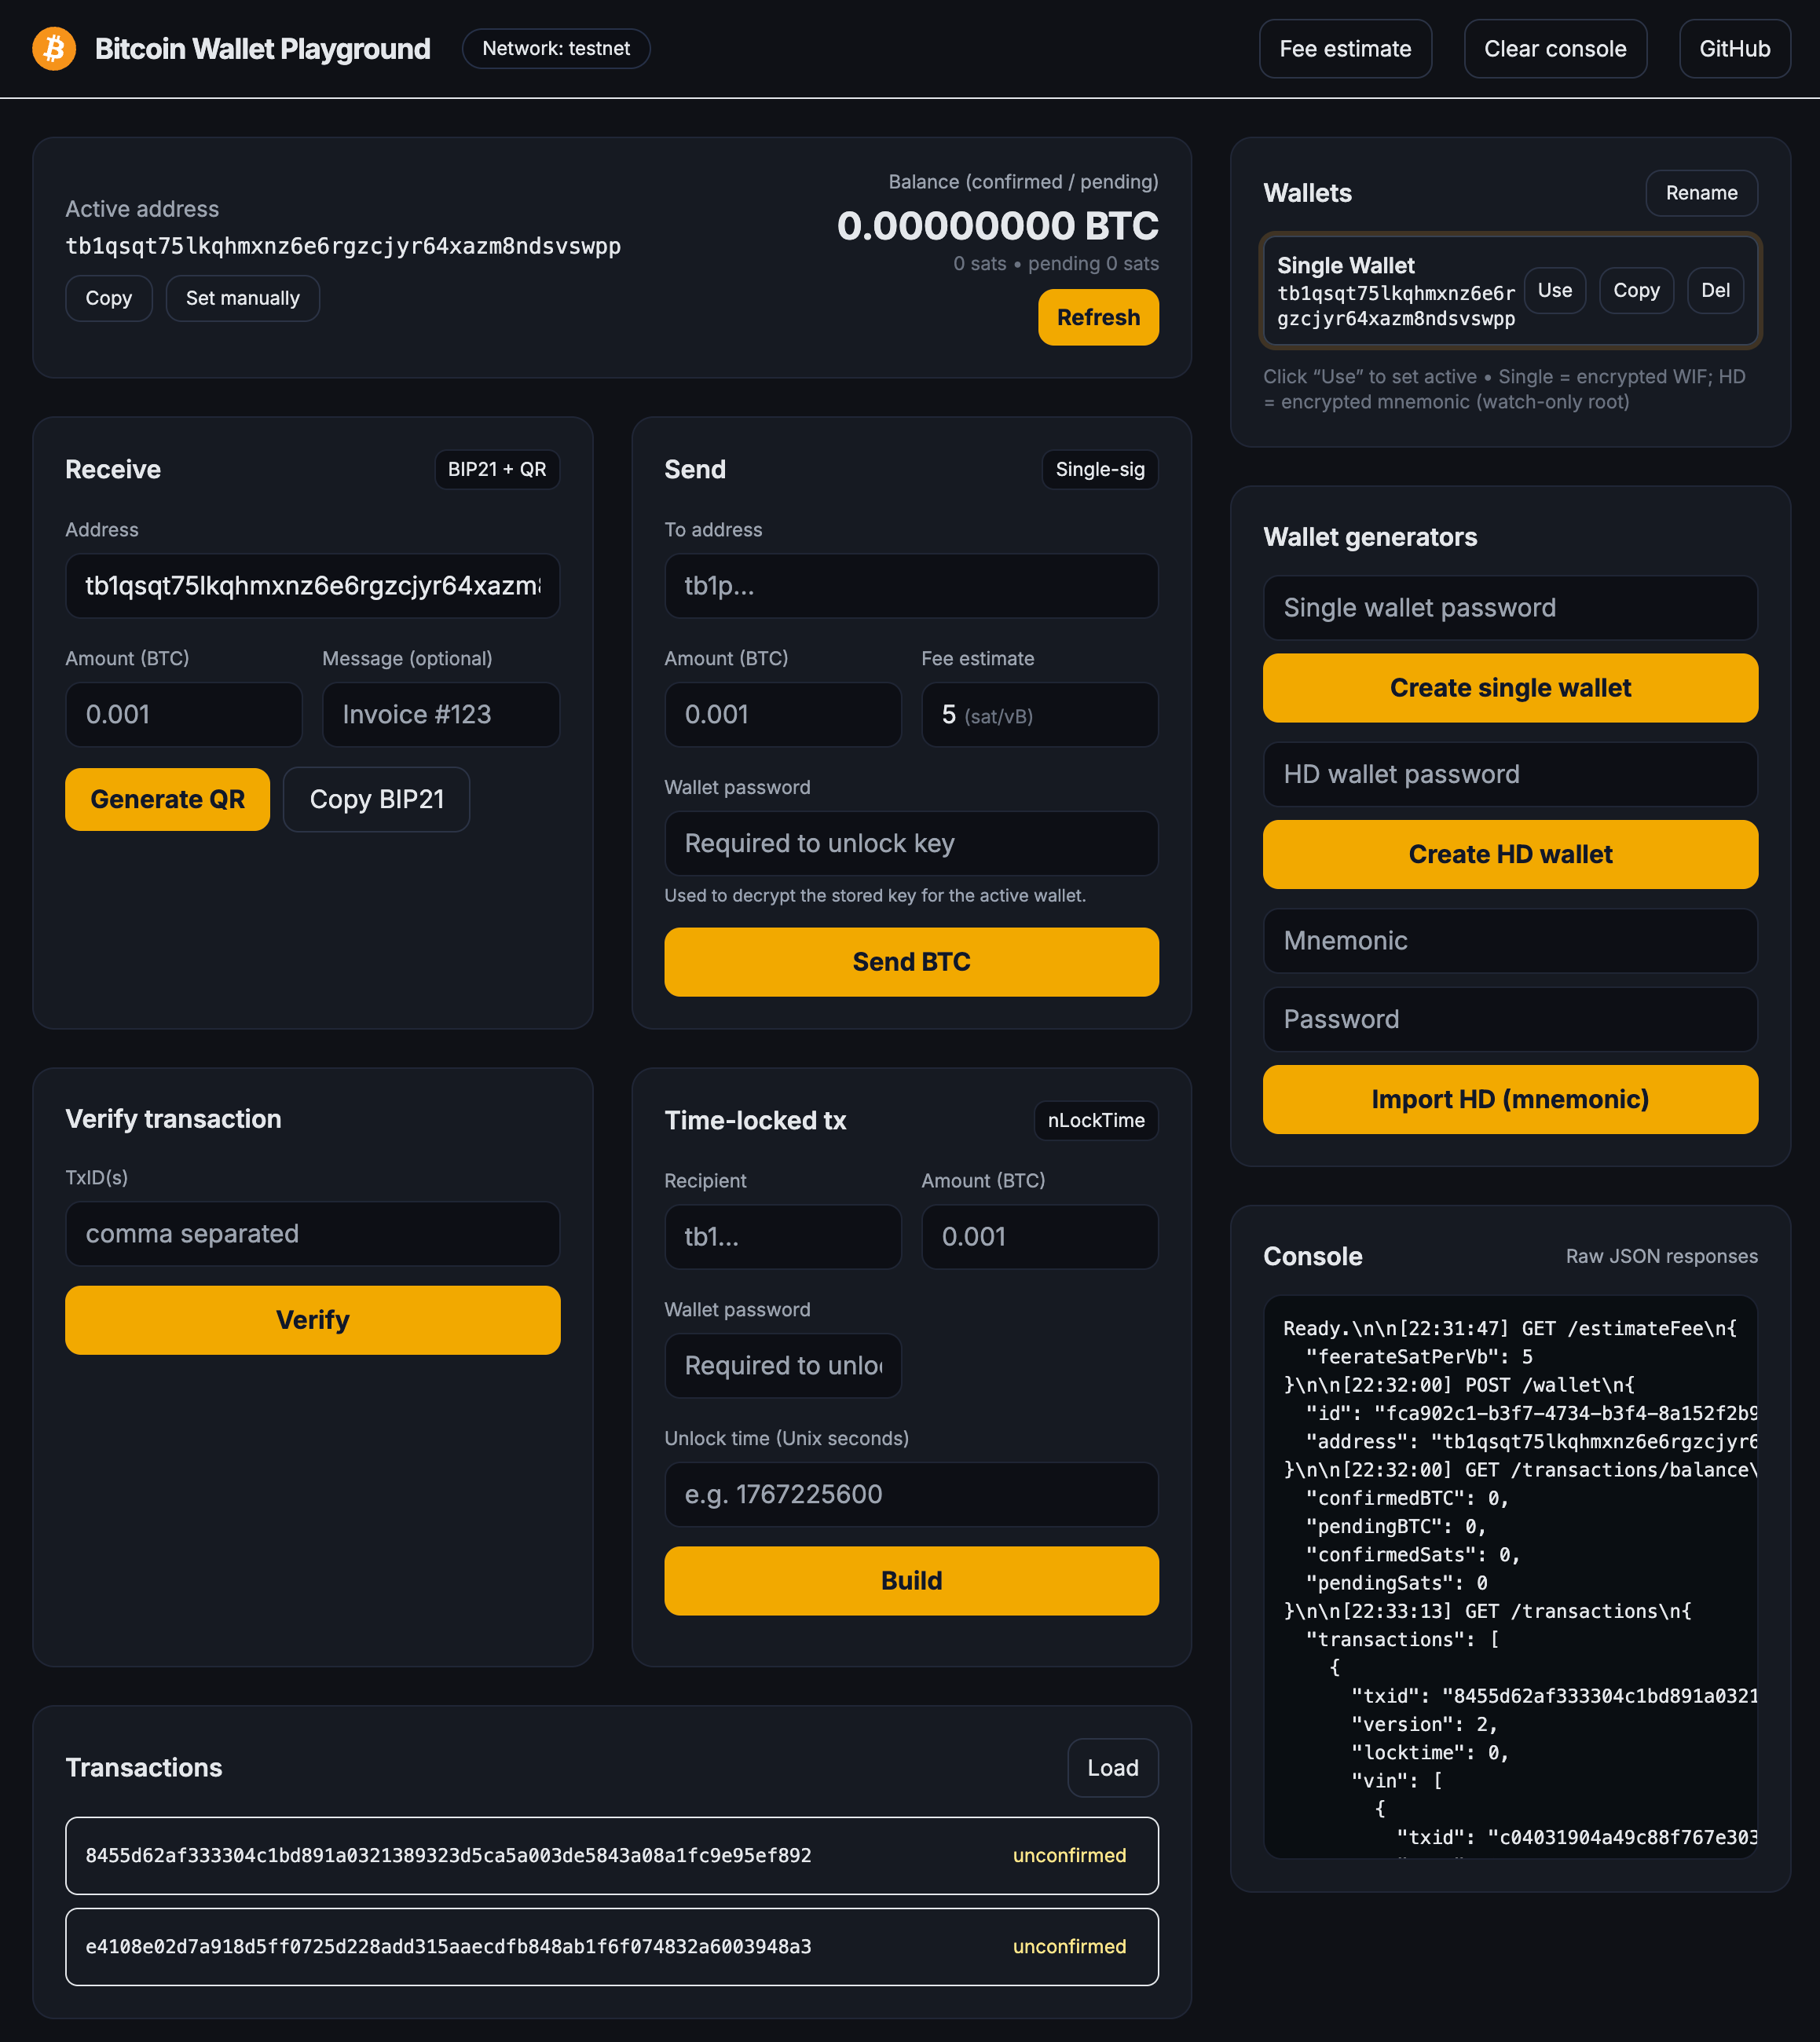 Bitcoin Wallet Playground
Network: testnet
Fee estimate
Clear console
GitHub
Active address
tb1qsqt75lkqhmxnz6e6rgzcjyr64xazm8ndsvswpp
Copy
Set manually
Balance (confirmed / pending)
0.00000000 BTC
0 sats • pending 0 sats
Refresh
Receive
BIP21 + QR
Address
tb1qsqt75lkqhmxnz6e6rgzcjyr64xazm
Amount (BTC)
Message (optional)
0.001
Invoice #123
Generate QR
Copy BIP21
Send
Single-sig
To address
tb1p...
Amount (BTC)
Fee estimate
0.001
5 (sat/vB)
Wallet password
Required to unlock key
Used to decrypt the stored key for the active wallet.
Send BTC
Verify transaction
TxID(s)
comma separated
Verify
Time-locked tx
nLockTime
Recipient
Amount (BTC)
tb1...
0.001
Wallet password
Required to unlo
Unlock time (Unix seconds)
e.g. 1767225600
Build
Transactions
Load
8455d62af333304c1bd891a0321389323d5ca5a003de5843a08a1fc9e95ef892
unconfirmed
e4108e02d7a918d5ff0725d228add315aaecdfb848ab1f6f074832a6003948a3
unconfirmed
Wallets
Rename
Single Wallet
tb1qsqt75lkqhmxnz6e6r
gzcjyr64xazm8ndsvswpp
Use
Copy
Del
Click “Use” to set active • Single = encrypted WIF; HD
= encrypted mnemonic (watch-only root)
Wallet generators
Single wallet password
Create single wallet
HD wallet password
Create HD wallet
Mnemonic
Password
Import HD (mnemonic)
Console
Raw JSON responses
Ready.\n\n[22:31:47] GET /estimateFee\n{
"feerateSatPerVb": 5
}\n\n[22:32:00] POST /wallet\n{
"id": "fca902c1-b3f7-4734-b3f4-8a152f2b9
"address": "tb1qsqt75lkqhmxnz6e6rgzcjyr6
}\n\n[22:32:00] GET /transactions/balance\
"confirmedBTC": 0,
"pendingBTC": 0,
"confirmedSats": 0,
"pendingSats": 0
}\n\n[22:33:13] GET /transactions\n{
"transactions": [
{
"txid": "8455d62af333304c1bd891a0321
"version": 2,
"locktime": 0,
"vin": [
{
"txid": "c04031904a49c88f767e303